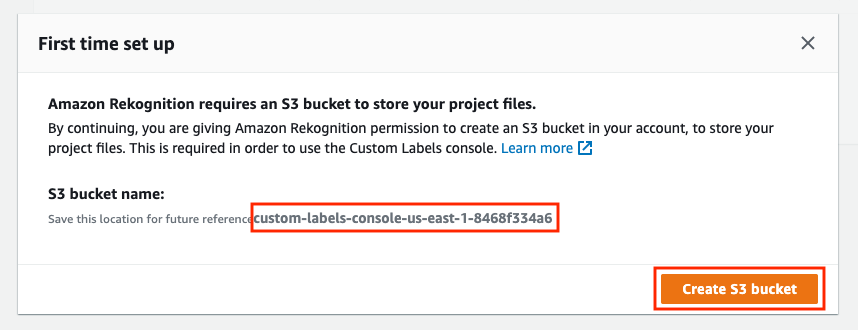 First time set up
Amazon Rekognition requires an S3 bucket to store your project files.
By continuing, you are giving Amazon Rekognition permission to create an S3 bucket in your account, to store your
project files. This is required in order to use the Custom Labels console. Learn more
S3 bucket name:
Save this location for future reference custom-labels-console-us-east-1-8468f334a6
Create S3 bucket